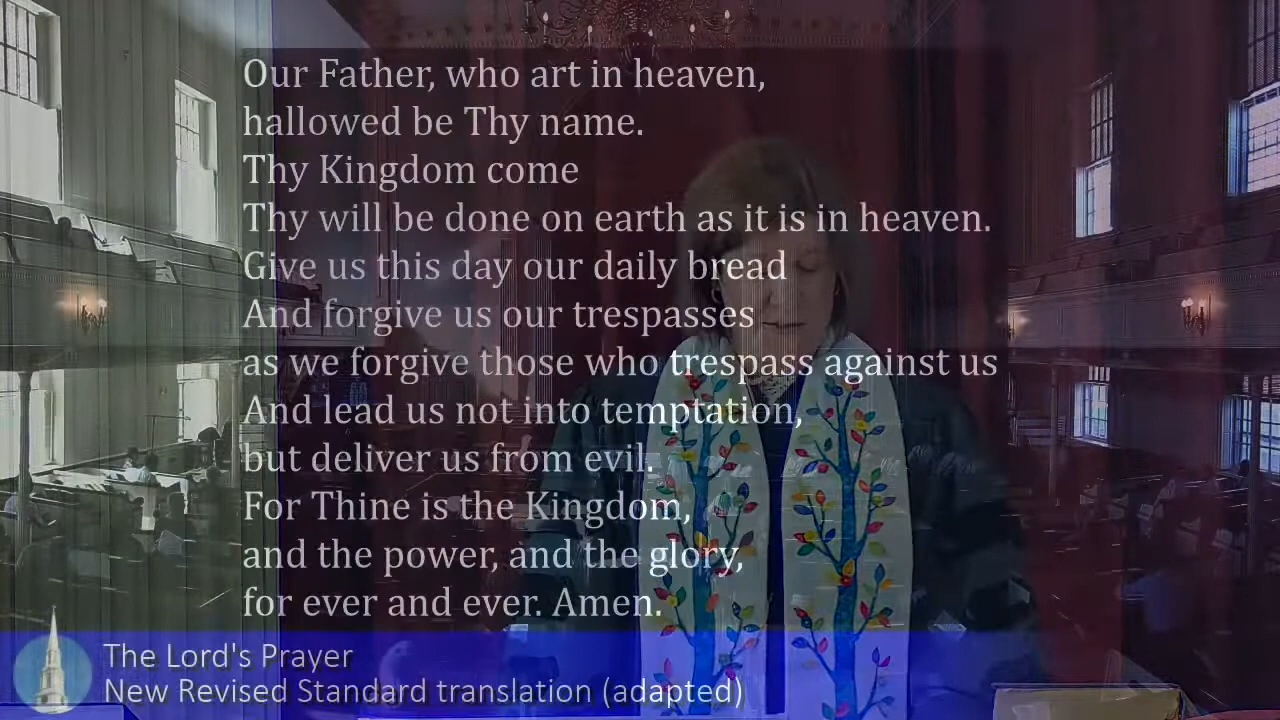 Our Father, who art in heaven,
hallowed be Thy name.
Thy Kingdom come
Thy will be done on earth as it is in heaven.
Give us this day our daily bread
And forgive us our trespasses
as we forgive those who trespass against us
And lead us not into temptation,
but deliver us from evil.
For Thine is the Kingdom,
and the power, and the glory,
for ever and ever. Amen.
The Lord's Prayer
New Revised Standard translation (adapted)